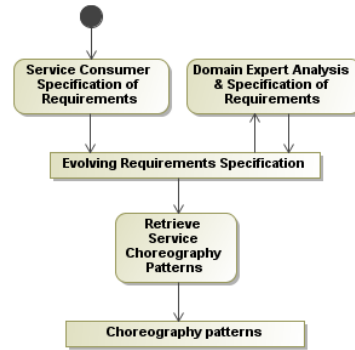 Service Consumer
Specification of
Requirements
Domain Expert Analysis
& Specification of
Requirements
Evolving Requirements Specification
Retrieve
Service
Choreography
Patterns
Choreography patterns